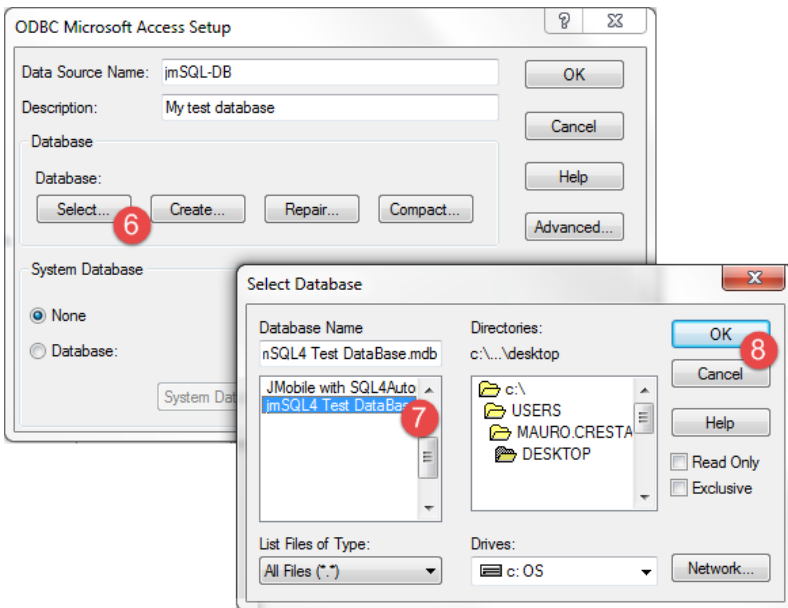 ODBC Microsoft Access Setup
Data Source Name: jmSQL-DB
OK
Description: My test database
Cancel
Database
Database:
Help
Select... Create... Repair... Compact...
6
Advanced...
System Database
None
Database:
System Dat
Select Database
Database Name
nSQL4 Test DataBase.mdb
JMobile with SQL4Auto
jmSQL4 Test DataBas
7
List Files of Type:
All Files (*.*)
Directories:
c:\...\desktop
c:\
USERS
MAURO.CRESTA
DESKTOP
Drives:
c: OS
OK
8
Cancel
Help
Read Only
Exclusive
Network...